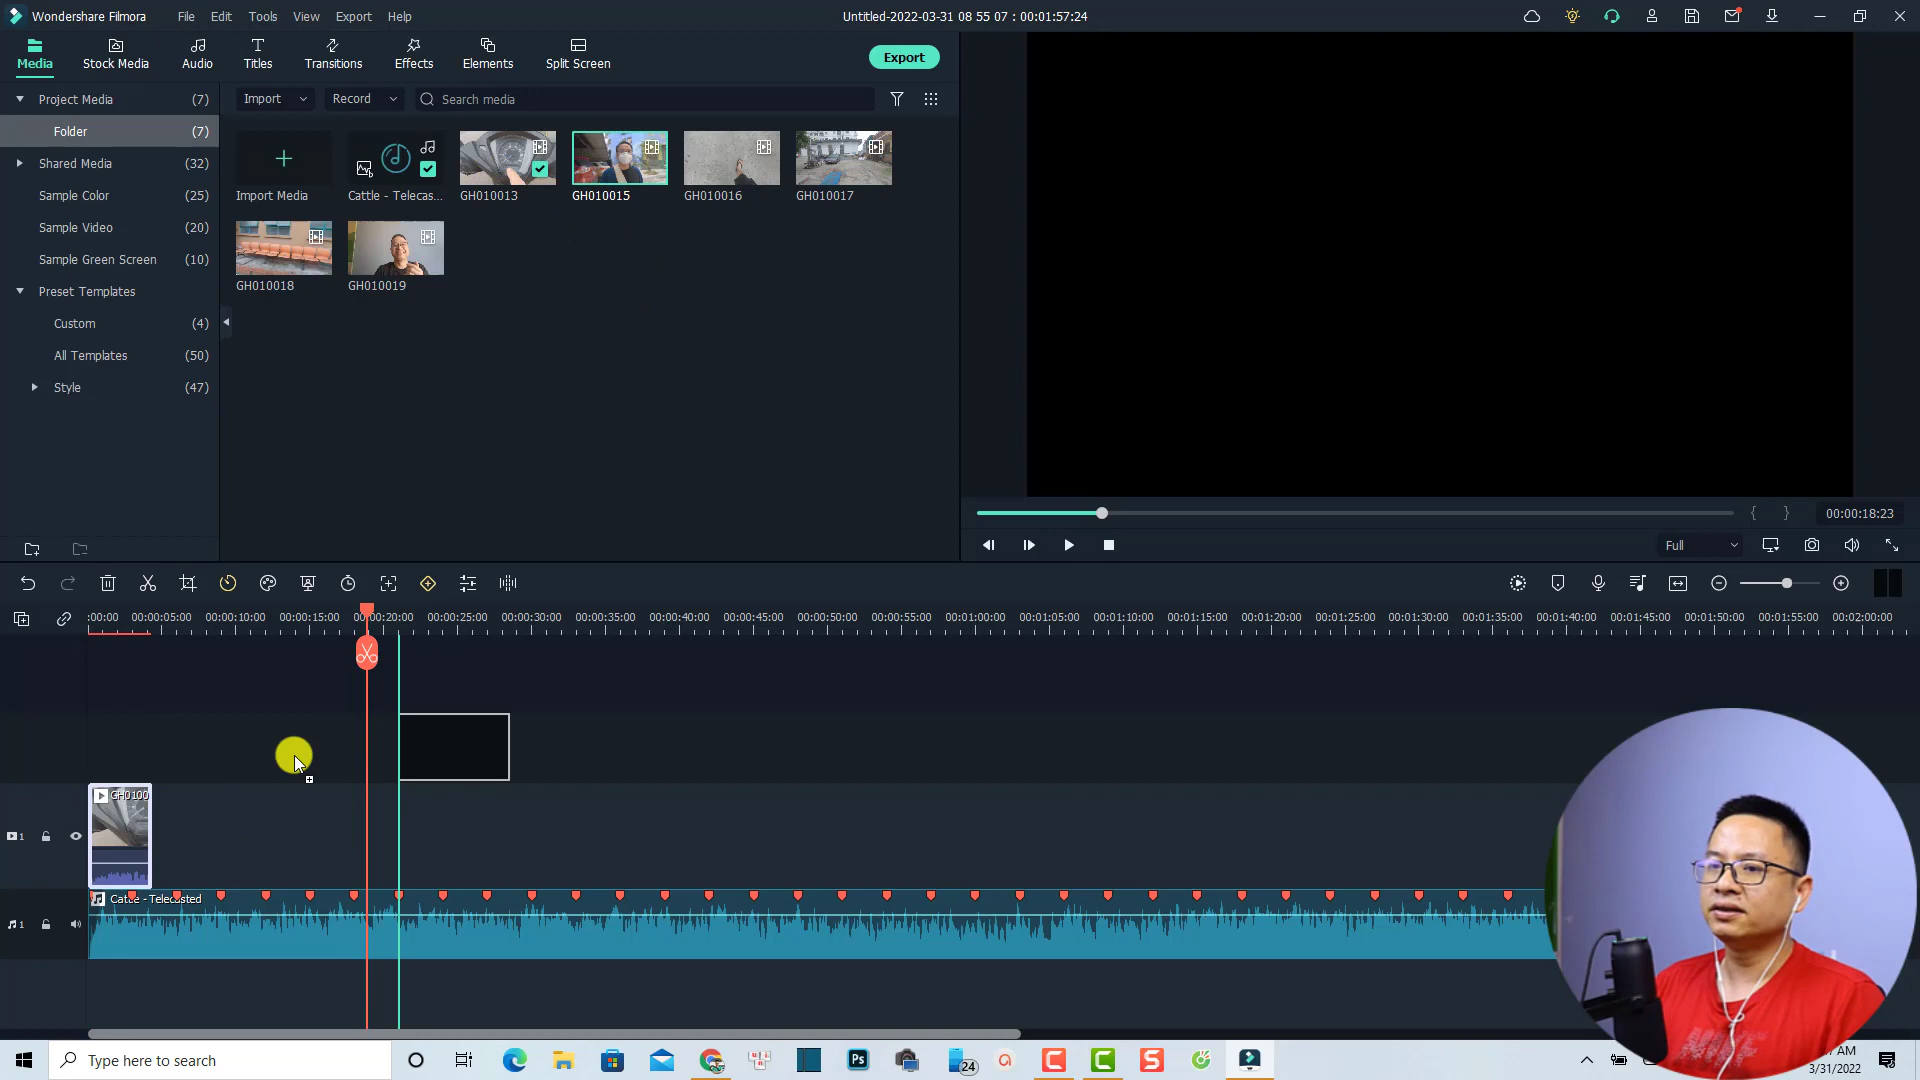 Wondershare Filmora
File Edit Tools View Export Help
Untitled-2022-03-31 08 55 07 : 00:01:57:24
Media Stock Media Audio Titles Transitions Effects Elements Split Screen
Export
Project Media (7)
Folder (7)
Shared Media (32)
Sample Color (25)
Sample Video (20)
Sample Green Screen (10)
Preset Templates
Custom (4)
All Templates (50)
Style (47)
Import Record Search media
Import Media Cattle - Telecas... GH010013 GH010015 GH010016 GH010017
GH010018 GH010019
00:00:18:23
Full
:00:00 00:00:05:00 00:00:10:00 00:00:15:00 00:00:20:00 00:00:25:00 00:00:30:00 00:00:35:00 00:00:40:00 00:00:45:00 00:00:50:00 00:00:55:00 00:01:00:00 00:01:05:00 00:01:10:00 00:01:15:00 00:01:20:00 00:01:25:00 00:01:30:00 00:01:35:00 00:01:40:00 00:01:45:00 00:01:50:00 00:01:55:00 00:02:00:00
GH0100
1
Cattle - Telecasted
1
Type here to search
Ps
24
AM
3/31/2022